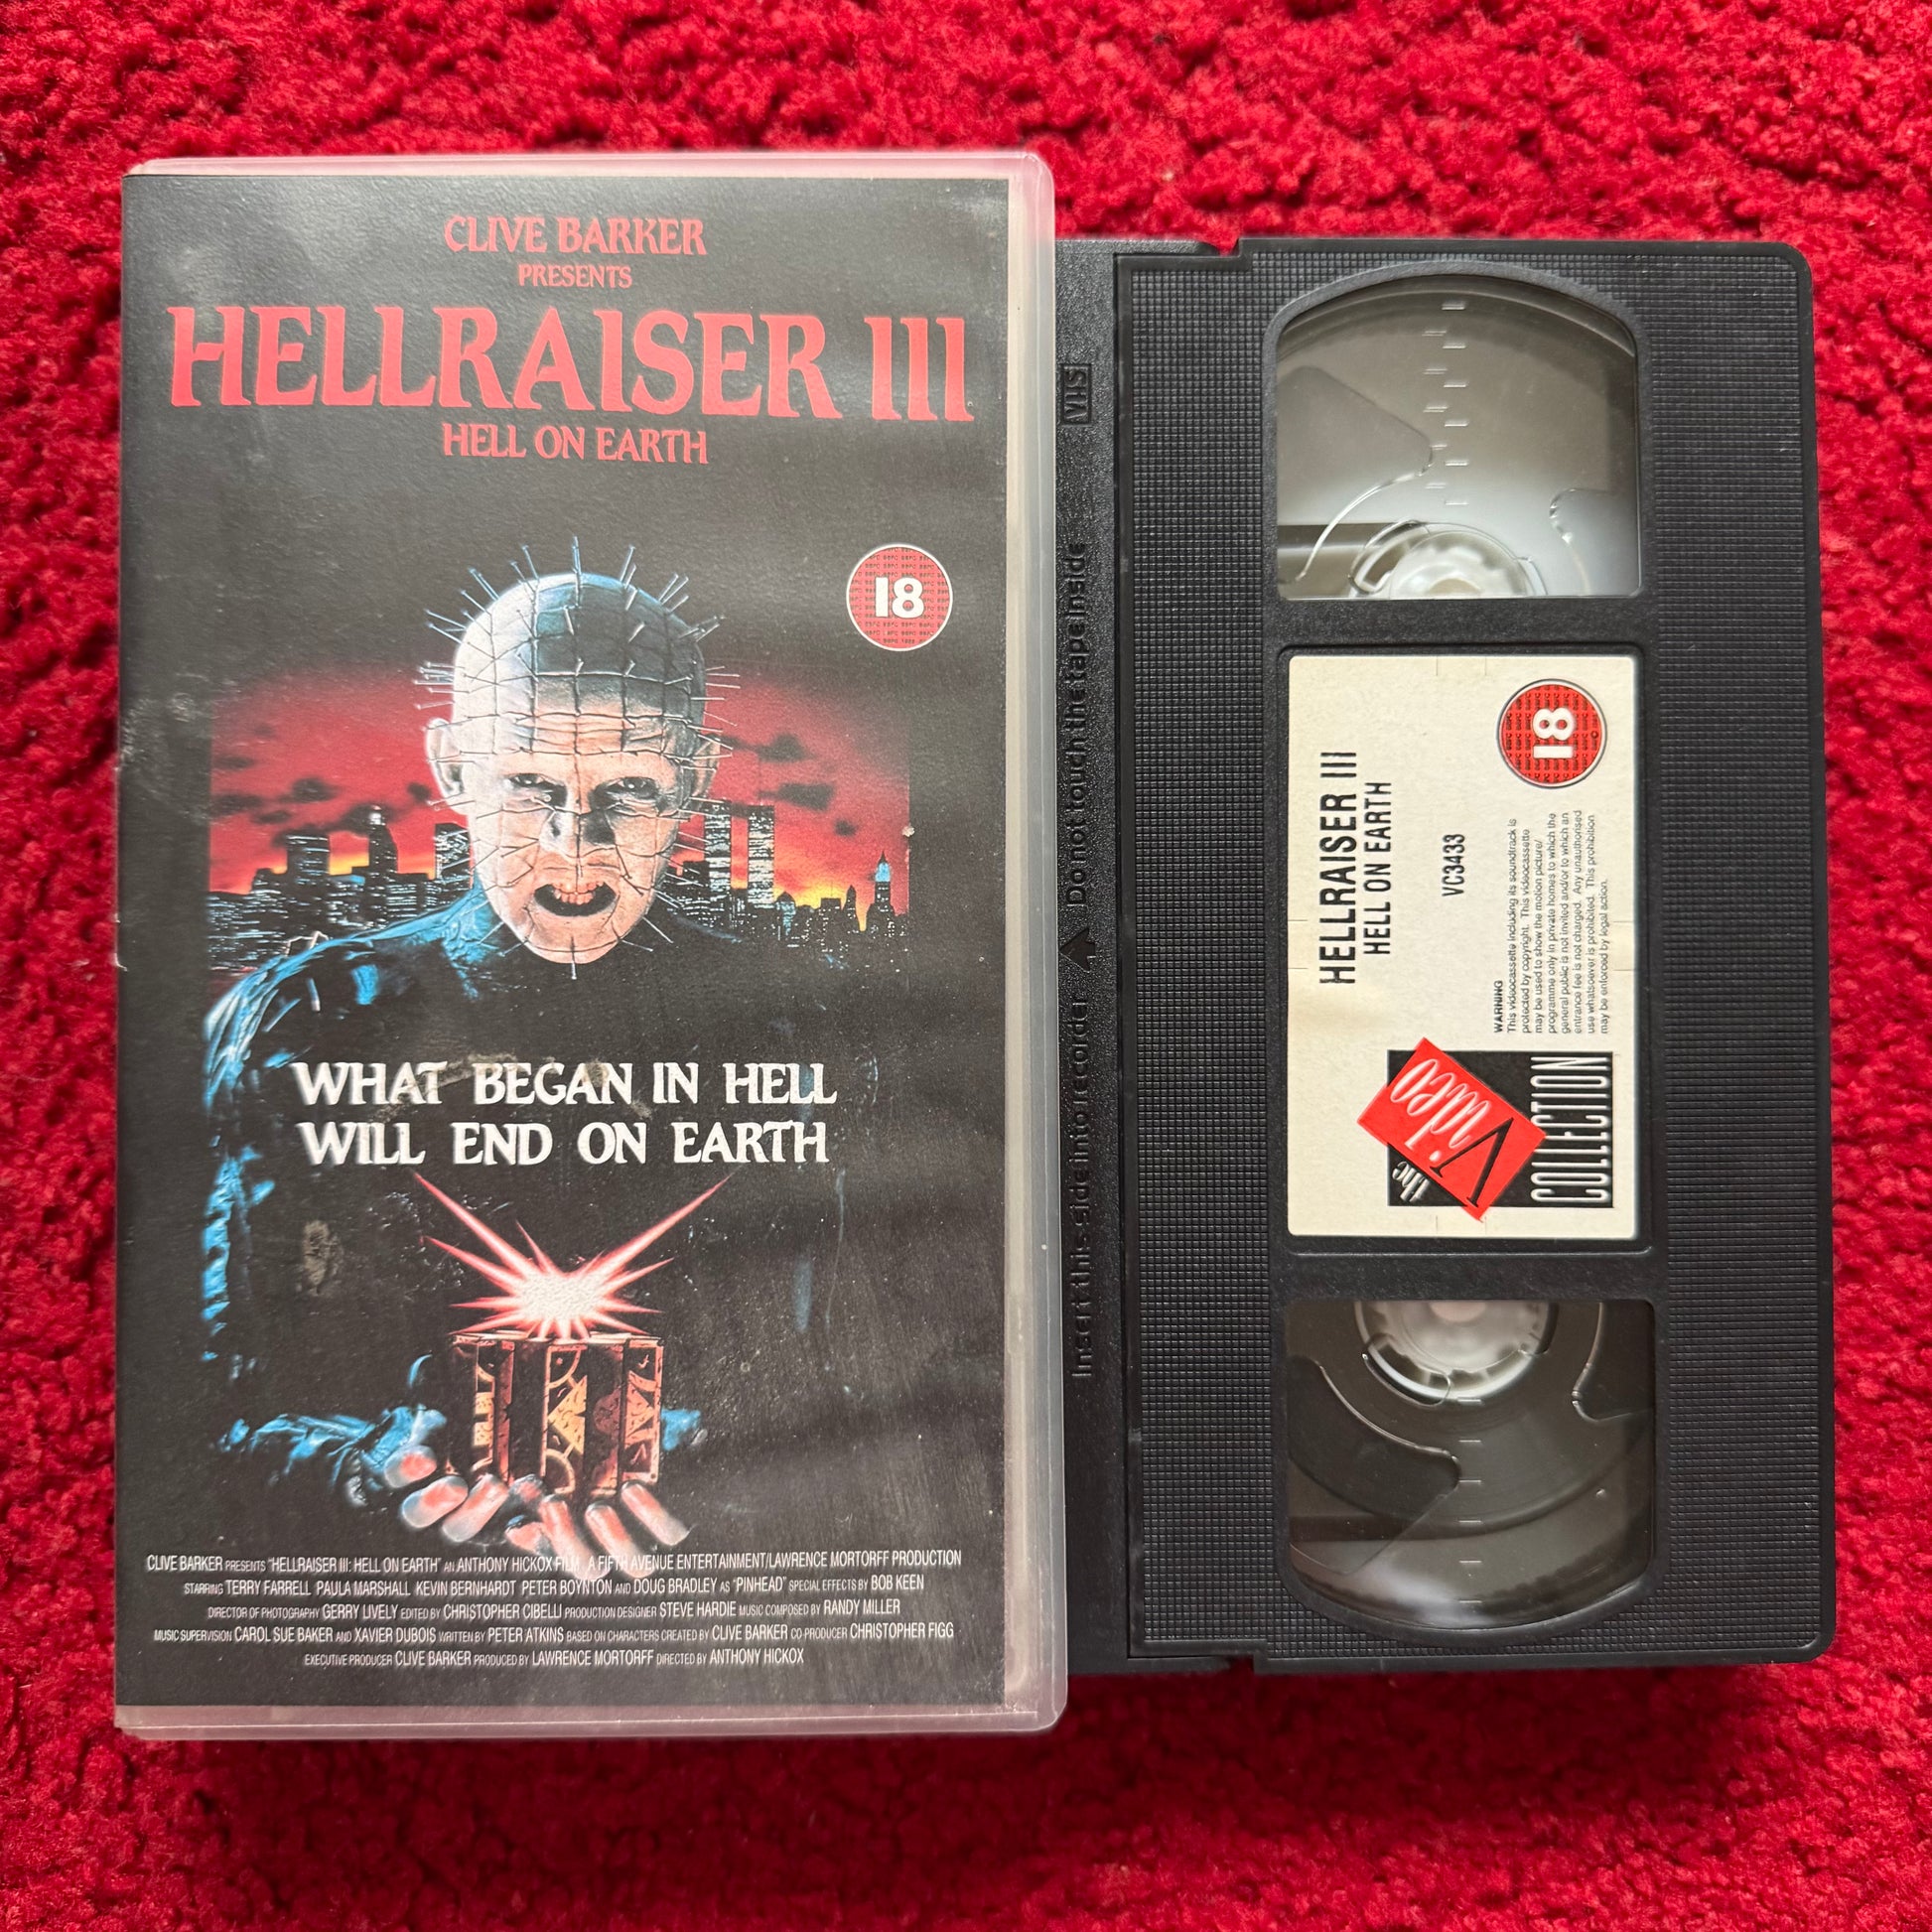 CLIVE BARKER
PRESENTS
HELLRAISER III
HELL ON EARTH
18
WHAT BEGAN IN HELL
WILL END ON EARTH
CLIVE BARKER PRESENTS "HELLRAISER III: HELL ON EARTH" AN ANTHONY HICKOX FILM, A FIFTH AVENUE ENTERTAINMENT/LAWRENCE MORTORFF PRODUCTION
STARRING TERRY FARRELL PAULA MARSHALL KEVIN BERNHARDT PETER BOYNTON AND DOUG BRADLEY AS "PINHEAD" SPECIAL EFFECTS BY BOB KEEN
DIRECTOR OF PHOTOGRAPHY GERRY LIVELY EDITED BY CHRISTOPHER CIBELLI PRODUCTION DESIGNER STEVE HARDIE MUSIC COMPOSED BY RANDY MILLER
MUSIC SUPERVISION CAROL SUE BAKER AND XAVIER DUBOIS WRITTEN BY PETER ATKINS BASED ON CHARACTERS CREATED BY CLIVE BARKER CO-PRODUCER CHRISTOPHER FIGG
EXECUTIVE PRODUCER CLIVE BARKER PRODUCED BY LAWRENCE MORTORFF DIRECTED BY ANTHONY HICKOX
VHS
Insert this side into recorder Do not touch the tape inside
HELLRAISER III
HELL ON EARTH
VC3433
18
WARNING
This videocassette including its soundtrack is
protected by copyright. This videocassette
may be used to show the motion picture/
programme only in private homes to which the
general public is not invited and/or to which an
entrance fee is not charged. Any unauthorised
use whatsoever is prohibited. This prohibition
may be enforced by legal action.
the
Video
COLLECTION